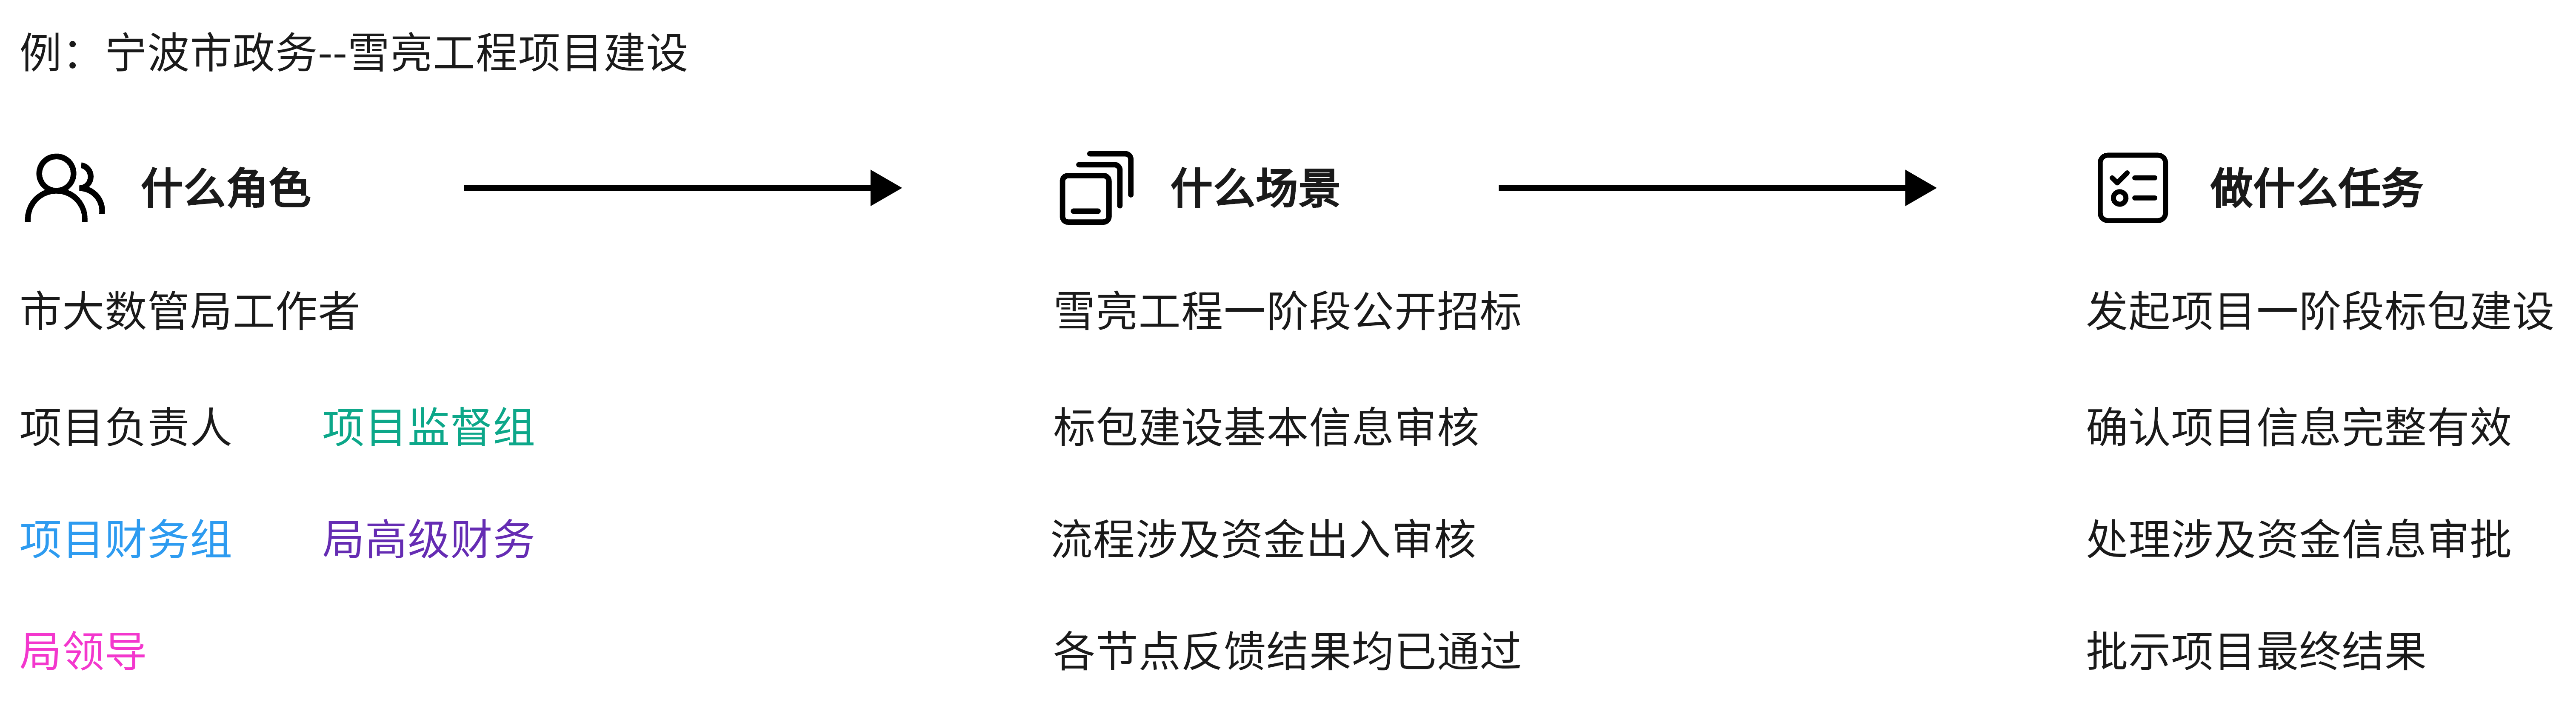 例：宁波市政务--雪亮工程项目建设
什么角色 什么场景 做什么任务
市大数管局工作者 雪亮工程一阶段公开招标 发起项目一阶段标包建设
项目负责人 项目监督组 标包建设基本信息审核 确认项目信息完整有效
项目财务组 局高级财务 流程涉及资金出入审核 处理涉及资金信息审批
局领导 各节点反馈结果均已通过 批示项目最终结果